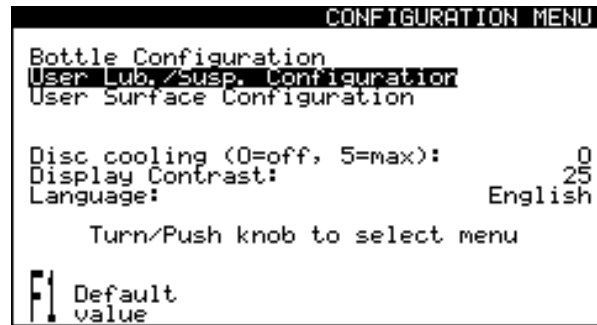 CONFIGURATION MENU
Bottle Configuration
User Lub./Susp. Configuration
User Surface Configuration
Disc cooling (0=off, 5=max): 0
Display Contrast: 25
Language: English
Turn/Push knob to select menu
F1 Default
value